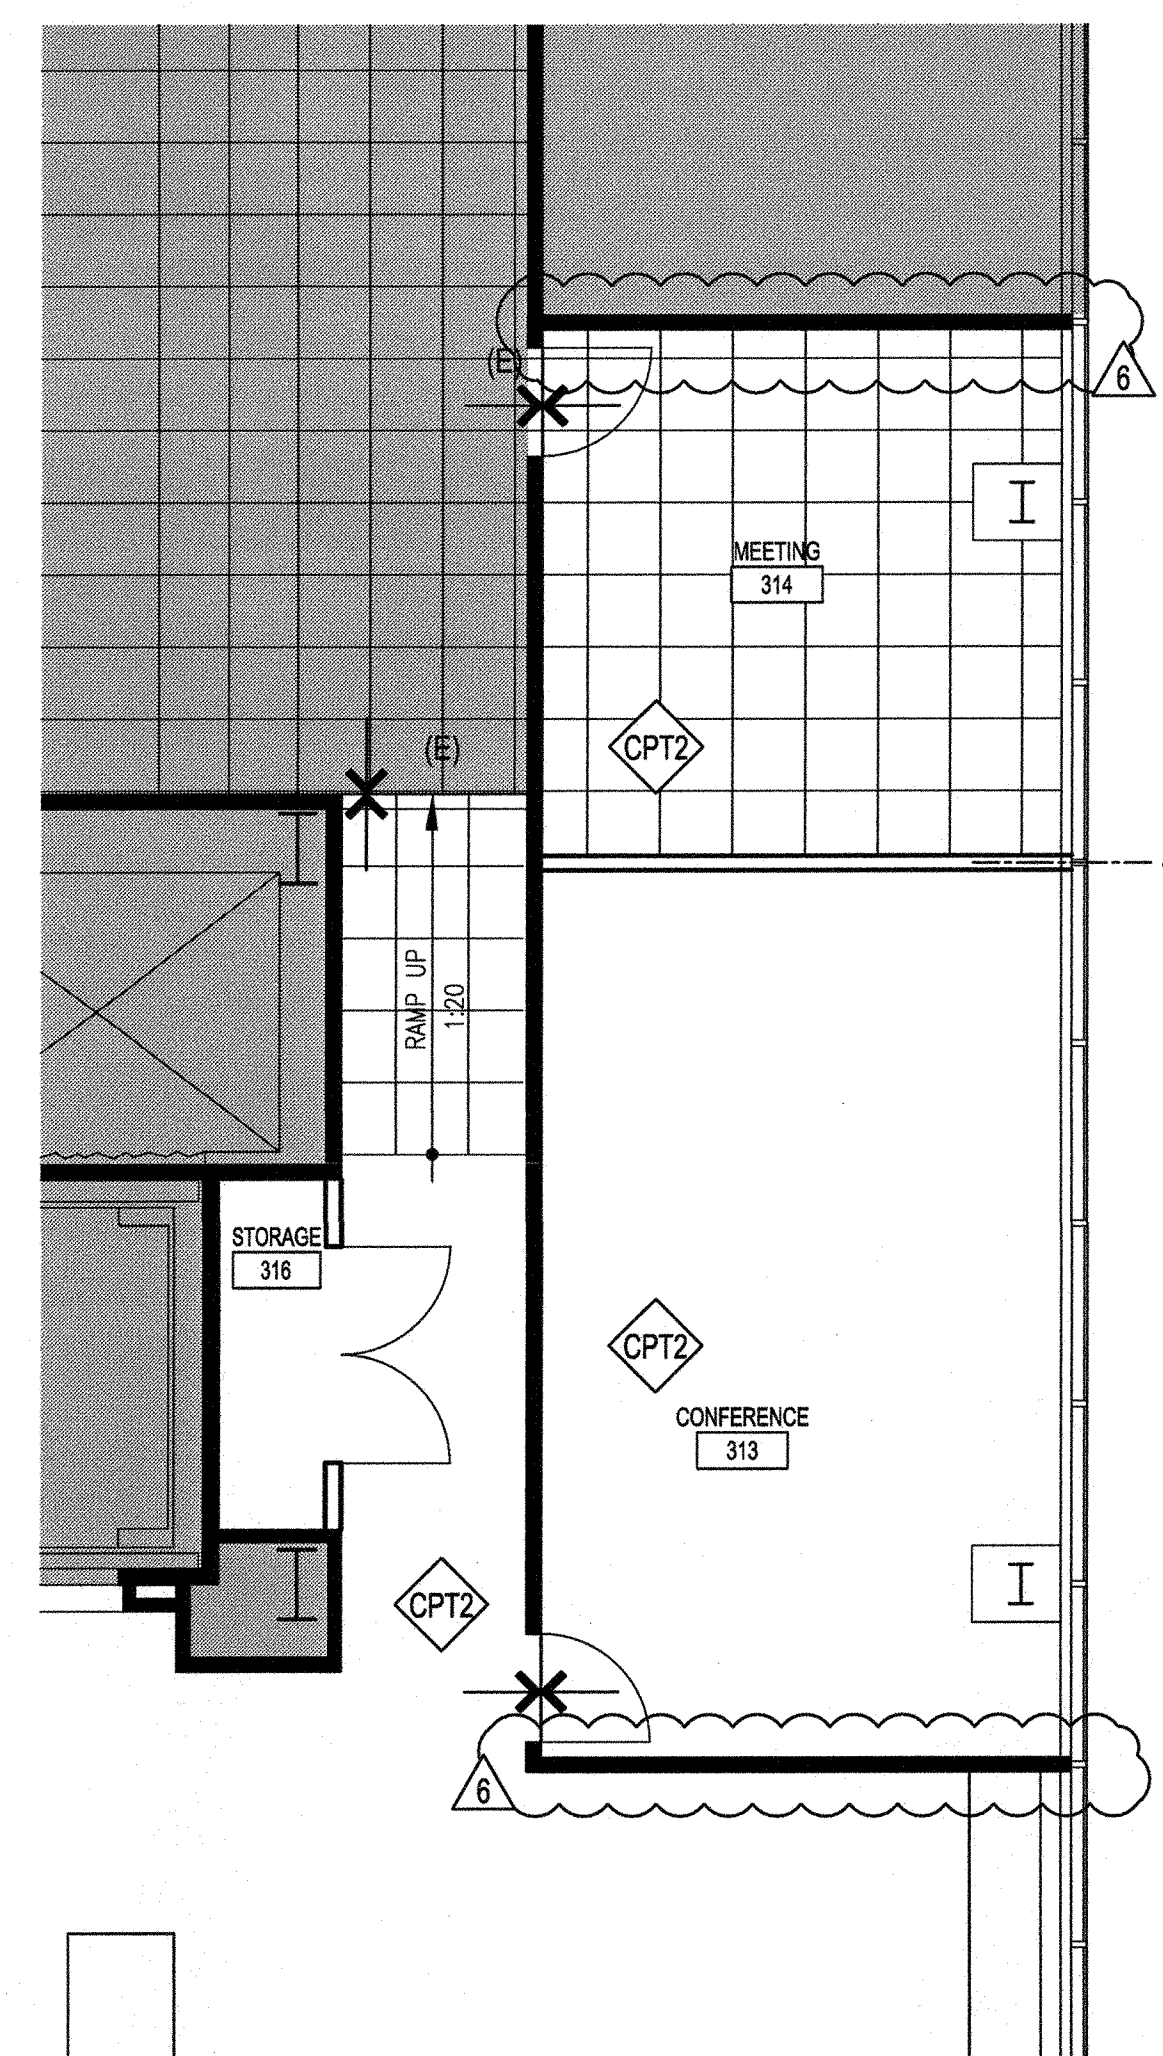 (E)
6
MEETING
314
(E)
CPT2
RAMP UP
1:20
STORAGE
316
CPT2
CONFERENCE
313
CPT2
6